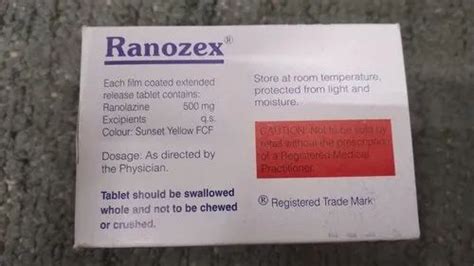 Ranozex®
Each film coated extended
release tablet contains:
Ranolazine 500 mg
Excipients q.s.
Colour: Sunset Yellow FCF
Dosage: As directed by
the Physician.
Tablet should be swallowed
whole and not to be chewed
or crushed.
Store at room temperature,
protected from light and
moisture.
CAUTION: Not to be sold by
retail without the prescription
of a Registered Medical
Practitioner.
® Registered Trade Mark